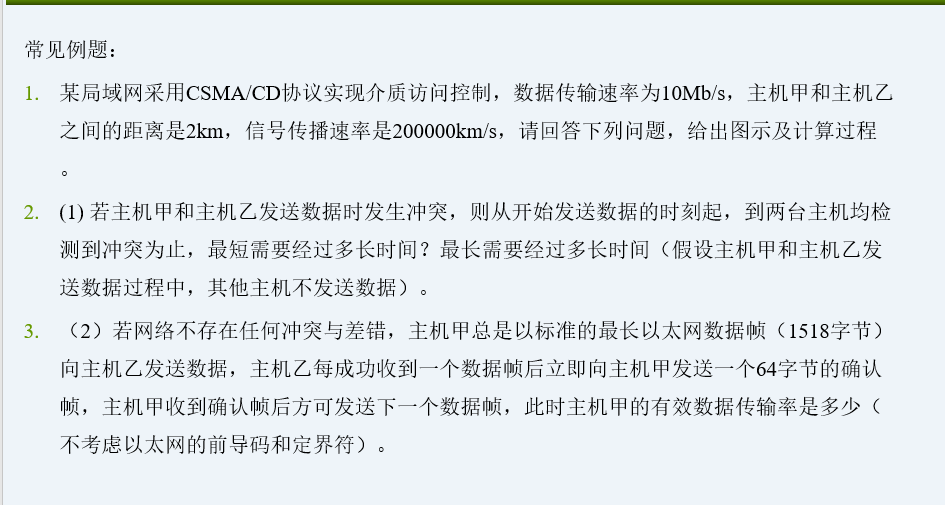 常见例题：
1. 某局域网采用CSMA/CD协议实现介质访问控制，数据传输速率为10Mb/s，主机甲和主机乙
之间的距离是2km，信号传播速率是200000km/s，请回答下列问题，给出图示及计算过程
。
2. (1) 若主机甲和主机乙发送数据时发生冲突，则从开始发送数据的时刻起，到两台主机均检
测到冲突为止，最短需要经过多长时间？最长需要经过多长时间（假设主机甲和主机乙发
送数据过程中，其他主机不发送数据）。
3. （2）若网络不存在任何冲突与差错，主机甲总是以标准的最长以太网数据帧（1518字节）
向主机乙发送数据，主机乙每成功收到一个数据帧后立即向主机甲发送一个64字节的确认
帧，主机甲收到确认帧后方可发送下一个数据帧，此时主机甲的有效数据传输率是多少（
不考虑以太网的前导码和定界符）。